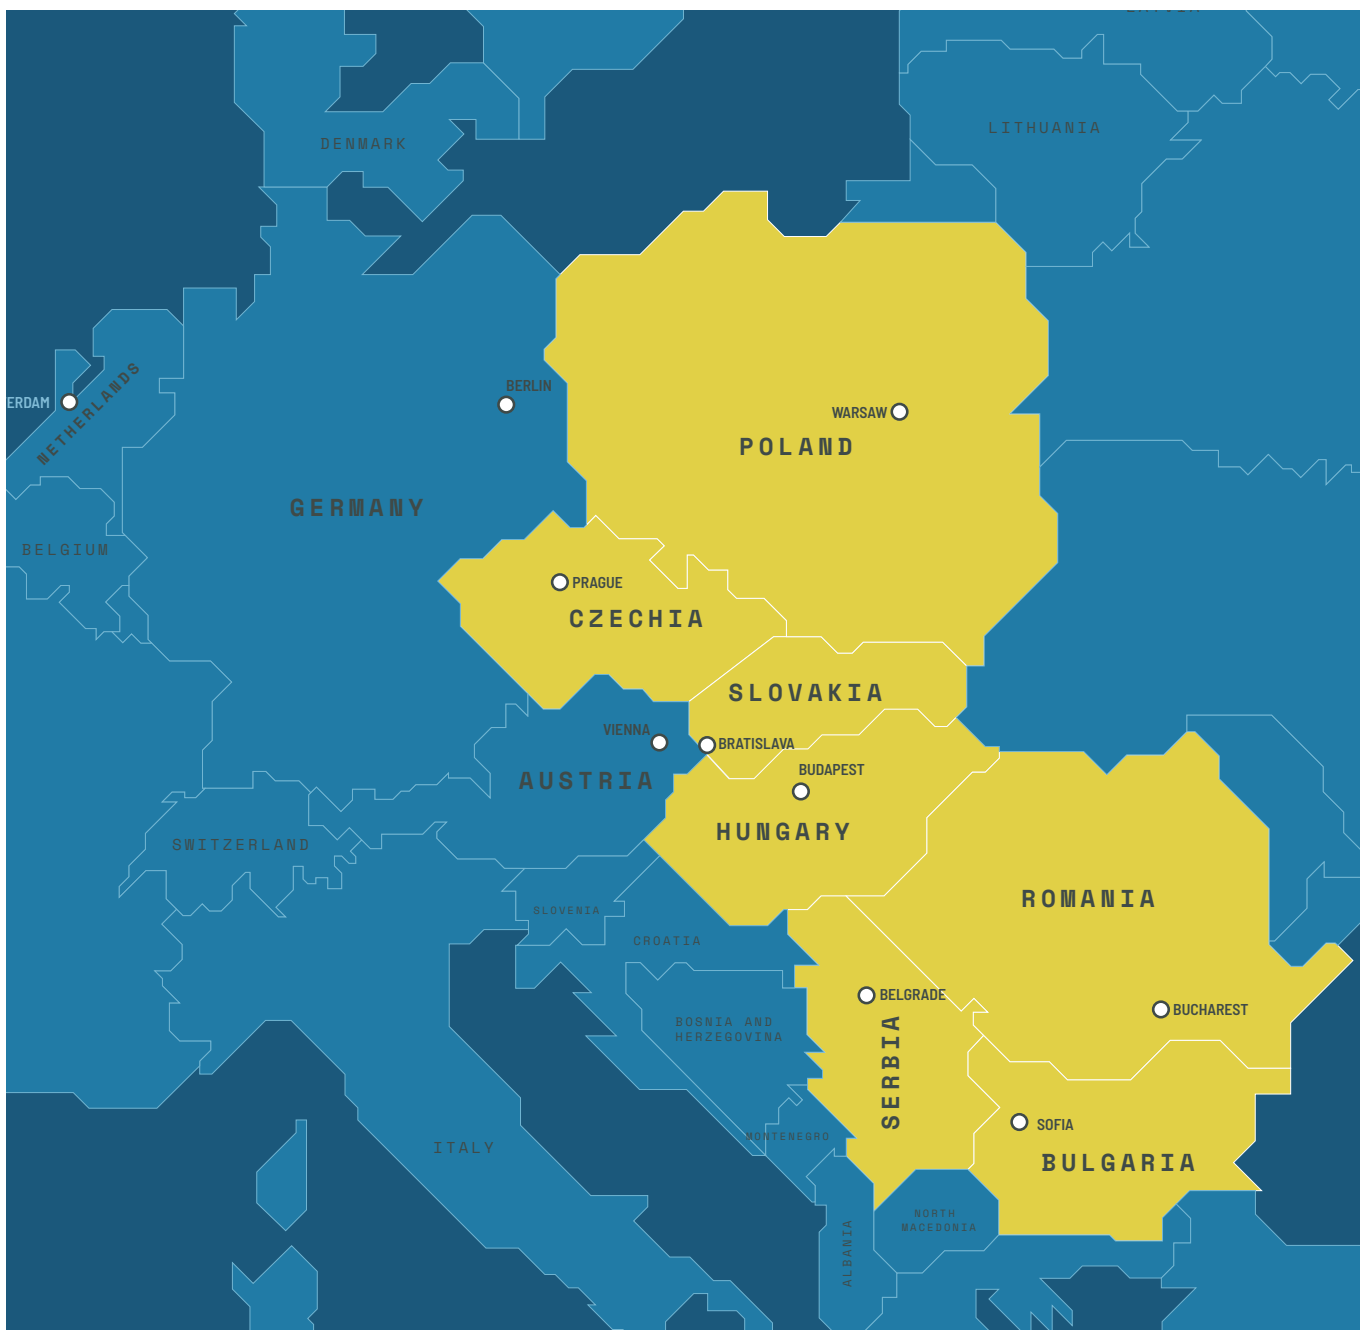 LITHUANIA
DENMARK
NETHERLANDS
BERLIN
ERDAM
WARSAW
POLAND
GERMANY
BELGIUM
PRAGUE
CZECHIA
SLOVAKIA
VIENNA
BRATISLAVA
BUDAPEST
AUSTRIA
HUNGARY
SWITZERLAND
ROMANIA
SLOVENIA
CROATIA
BELGRADE
BUCHAREST
BOSNIA AND
HERZEGOVINA
SERBIA
SOFIA
MONTENEGRO
ITALY
BULGARIA
NORTH
MACEDONIA
ALBANIA